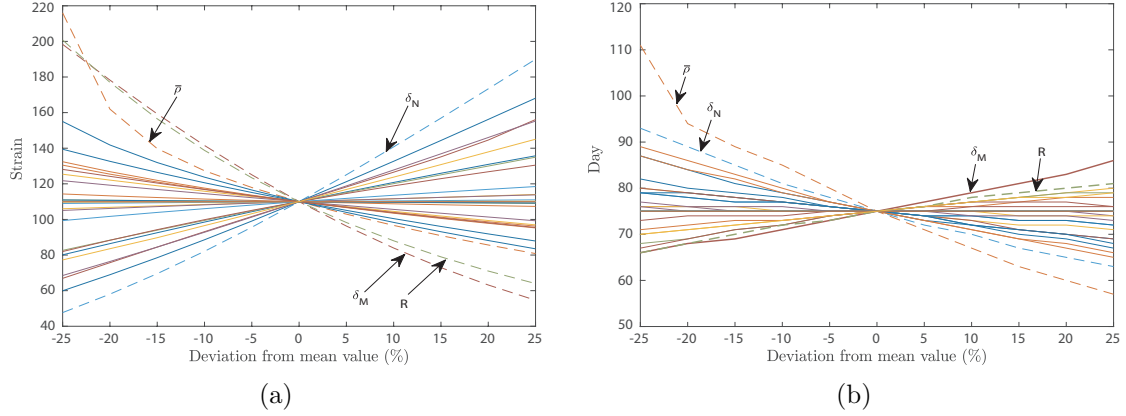 220
200
180
160
140
120
100
80
60
40
Strain
p̄
δN
δM
R
-25 -20 -15 -10 -5 0 5 10 15 20 25
Deviation from mean value (%)
(a)
120
110
100
90
80
70
60
50
Day
p̄
δN
δM
R
-25 -20 -15 -10 -5 0 5 10 15 20 25
Deviation from mean value (%)
(b)